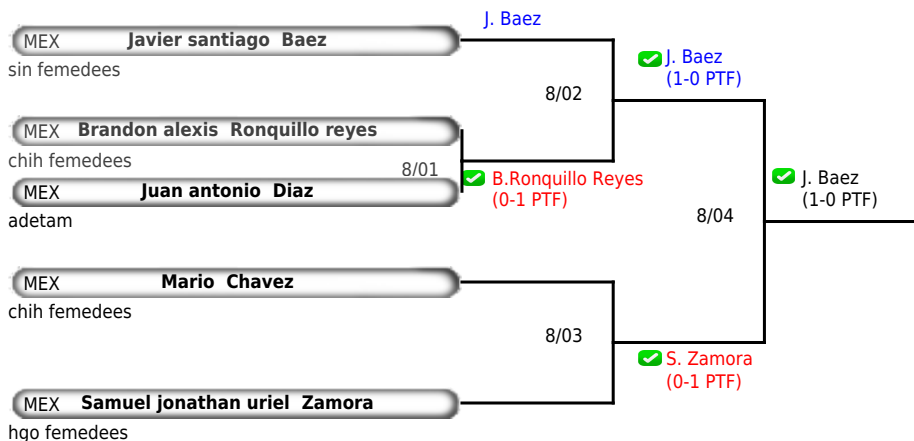 J. Baez
MEX Javier santiago Baez
sin femedees
J. Baez
(1-0 PTF)
8/02
MEX Brandon alexis Ronquillo reyes
chih femedees
8/01
B.Ronquillo Reyes
(0-1 PTF)
MEX Juan antonio Diaz
adetam
J. Baez
(1-0 PTF)
8/04
MEX Mario Chavez
chih femedees
8/03
S. Zamora
(0-1 PTF)
MEX Samuel jonathan uriel Zamora
hgo femedees